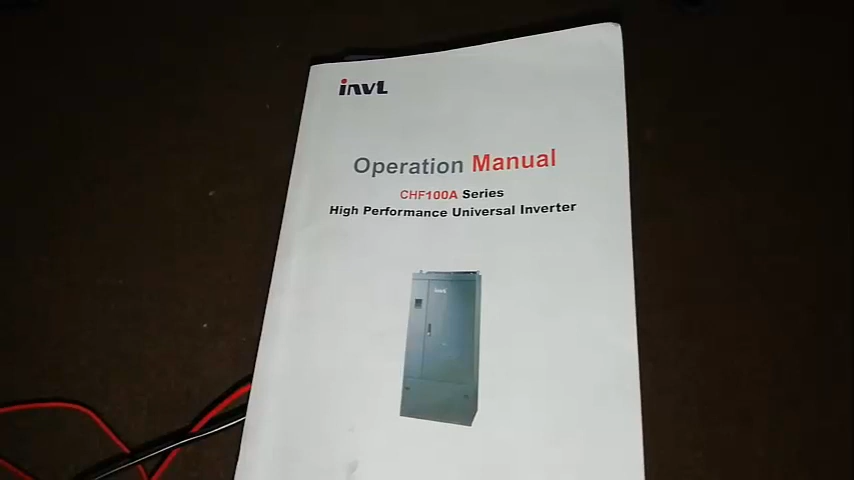 invt
Operation Manual
CHF100A Series
High Performance Universal Inverter